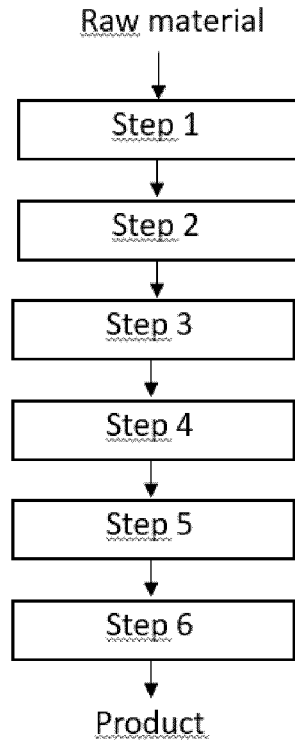 Raw material
Step 1
Step 2
Step 3
Step 4
Step 5
Step 6
Product